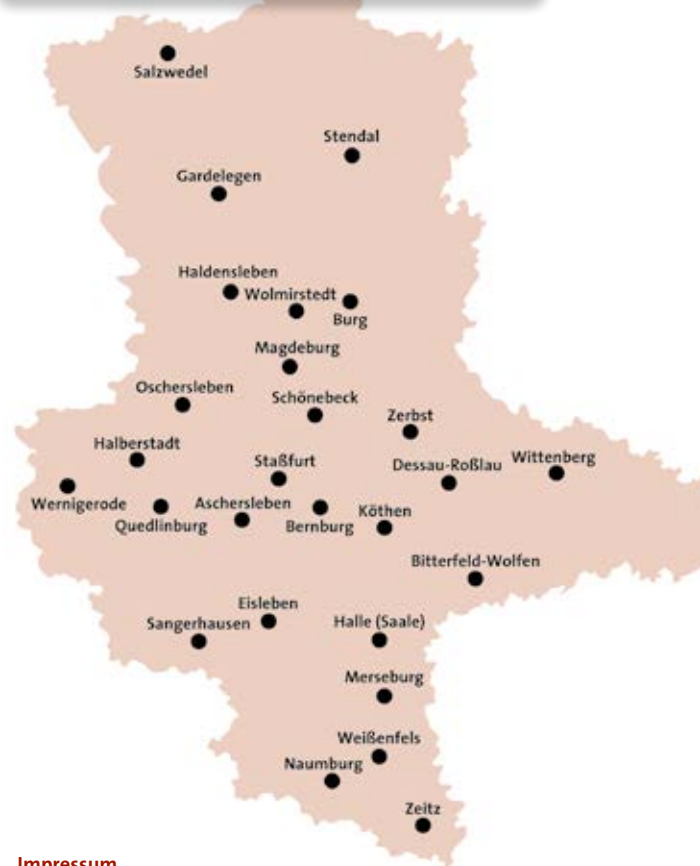 Salzwedel
Stendal
Gardelegen
Haldensleben
Wolmirstedt
Burg
Magdeburg
Oschersleben
Schönebeck
Zerbst
Halberstadt
Staßfurt
Dessau-Roßlau
Wittenberg
Wernigerode
Quedlinburg
Aschersleben
Bernburg
Köthen
Bitterfeld-Wolfen
Eisleben
Sangerhausen
Halle (Saale)
Merseburg
Weißenfels
Naumburg
Zeitz
Impressum